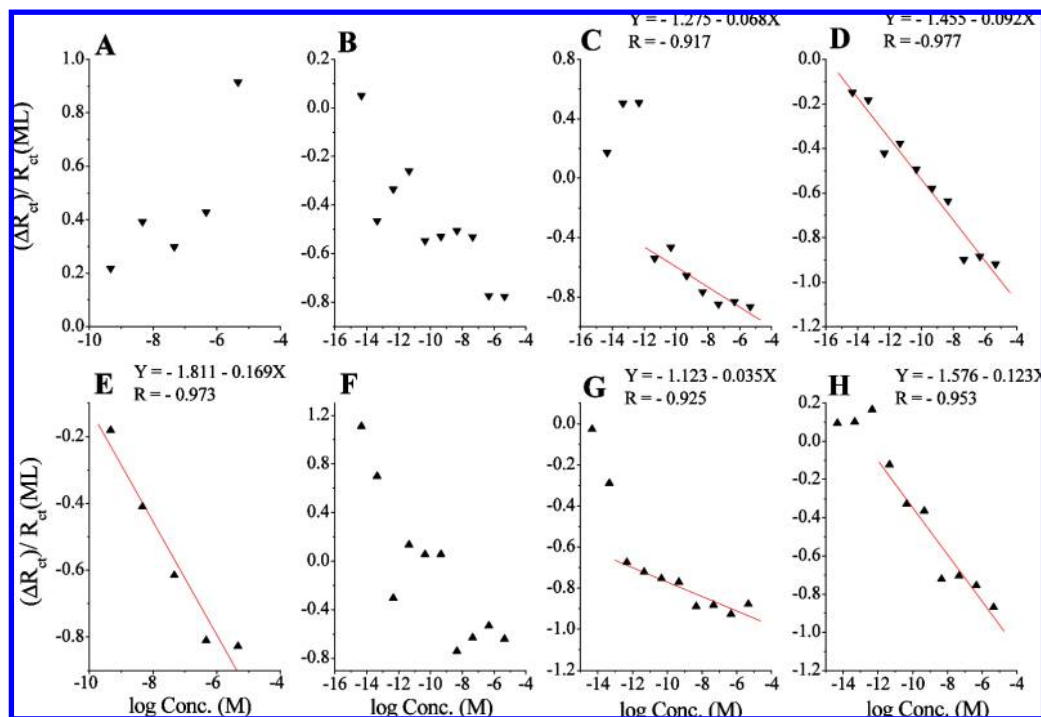 Y = - 1.275 - 0.068X
R = - 0.917
Y = - 1.455 - 0.092X
R = -0.977
A
B
C
D
(ΔRct)/ Rct(ML)
1.0
0.8
0.6
0.4
0.2
0.0
-10 -8 -6 -4
0.2
0.0
-0.2
-0.4
-0.6
-0.8
-16 -14 -12 -10 -8 -6 -4
0.8
0.4
0.0
-0.4
-0.8
-16 -14 -12 -10 -8 -6 -4
0.0
-0.2
-0.4
-0.6
-0.8
-1.0
-1.2
-16 -14 -12 -10 -8 -6 -4
E
Y = - 1.811 - 0.169X
R = - 0.973
F
G
Y = - 1.123 - 0.035X
R = - 0.925
H
Y = - 1.576 - 0.123X
R = - 0.953
(ΔRct)/ Rct(ML)
-0.2
-0.4
-0.6
-0.8
-10 -8 -6 -4
log Conc. (M)
1.2
0.8
0.4
0.0
-0.4
-0.8
-16 -14 -12 -10 -8 -6 -4
log Conc. (M)
0.2
-0.0
-0.2
-0.4
-0.6
-0.8
-1.0
-1.2
-14 -12 -10 -8 -6 -4
log Conc. (M)
0.4
0.2
0.0
-0.2
-0.4
-0.6
-0.8
-1.0
-1.2
-14 -12 -10 -8 -6 -4
log Conc. (M)